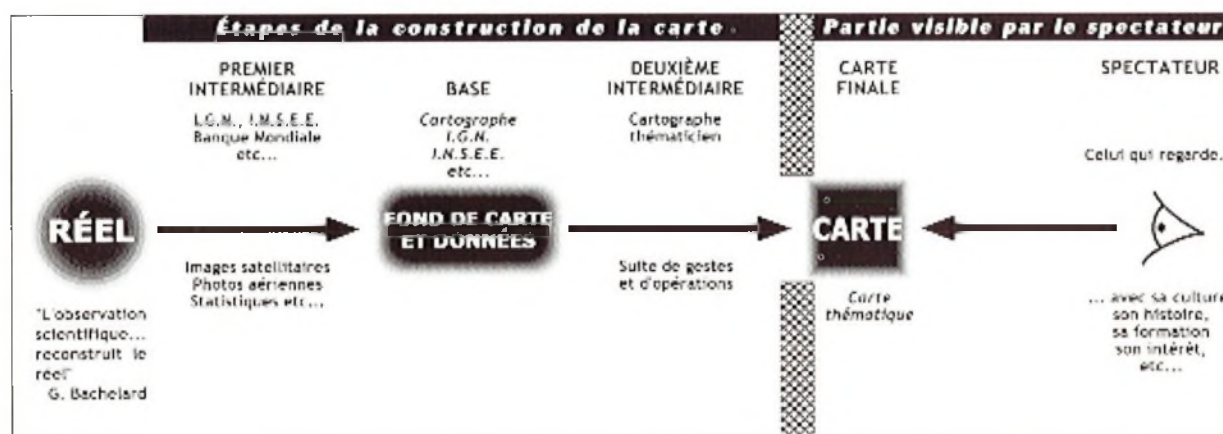 Étapes de la construction de la carte
Partie visible par le spectateur
PREMIER
INTERMÉDIAIRE
I.G.N., I.N.S.E.E.
Banque Mondiale
etc...
BASE
Cartographe
I.G.N.
I.N.S.E.E.
etc...
DEUXIÈME
INTERMÉDIAIRE
Cartographe
thématicien
CARTE
FINALE
SPECTATEUR
Celui qui regarde..
RÉEL
FOND DE CARTE
ET DONNÉES
CARTE
Images satellitaires
Photos aériennes
Statistiques etc...
Suite de gestes
et d'opérations
Carte
thématique
"L'observation
scientifique...
reconstruit le
réel"
G. Bachelard
... avec sa culture
son histoire,
sa formation
son intérêt,
etc...